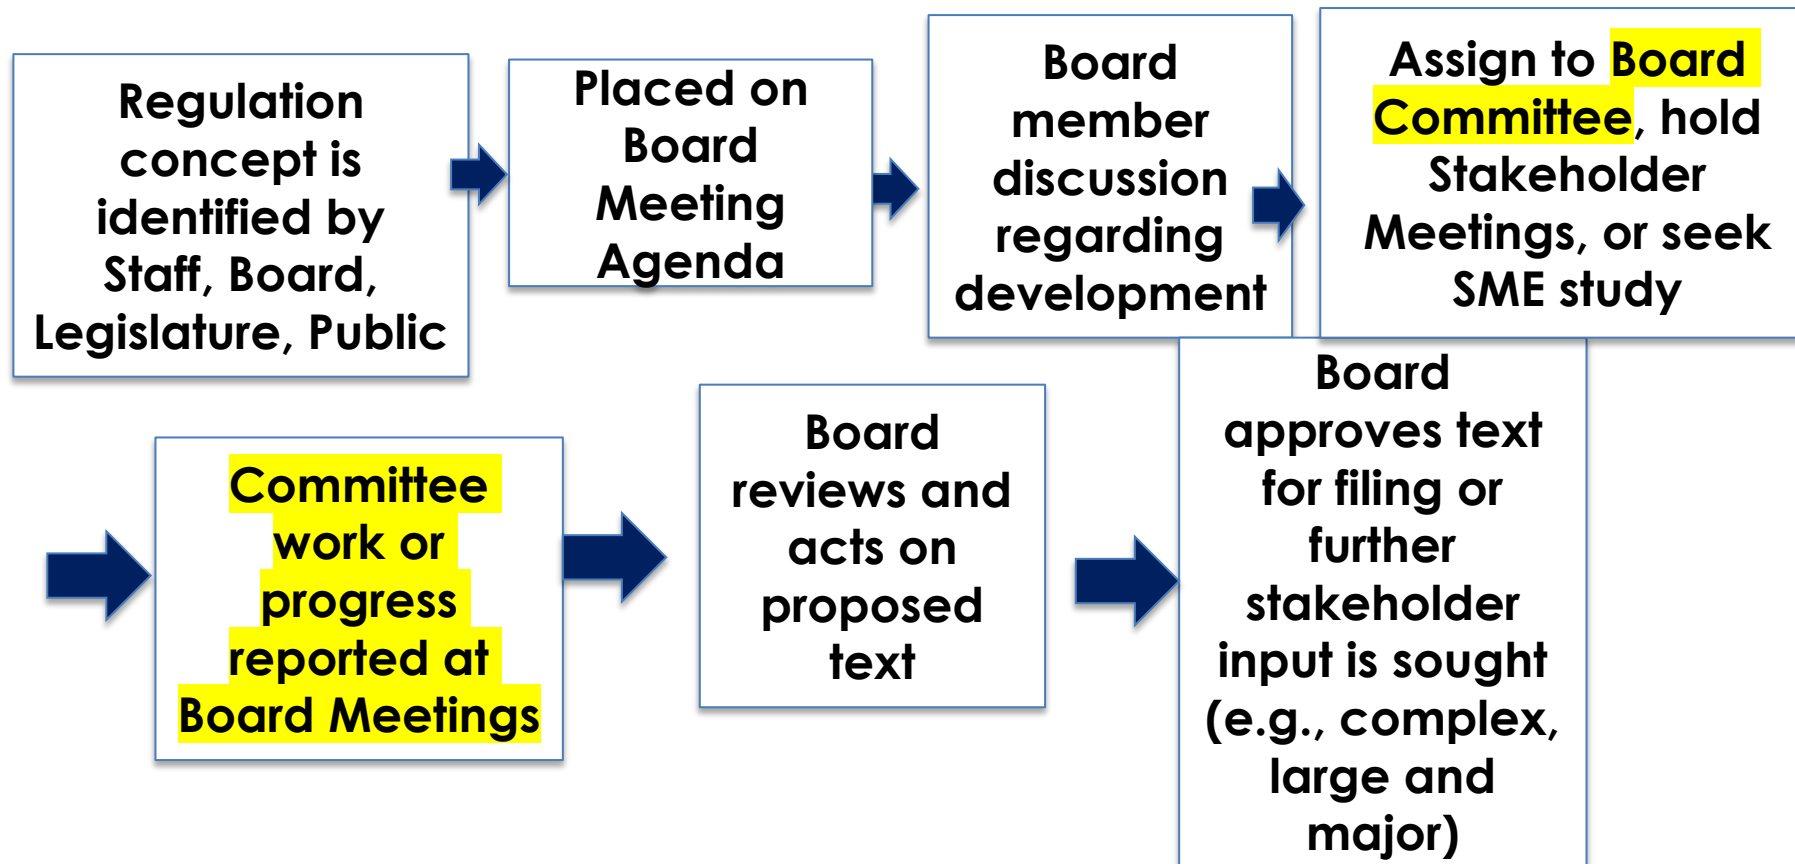 Regulation
concept is
identified by
Staff, Board,
Legislature, Public
Placed on
Board
Meeting
Agenda
Board
member
discussion
regarding
development
Assign to Board
Committee, hold
Stakeholder
Meetings, or seek
SME study
Committee
work or
progress
reported at
Board Meetings
Board
reviews and
acts on
proposed
text
Board
approves text
for filing or
further
stakeholder
input is sought
(e.g., complex,
large and
major)